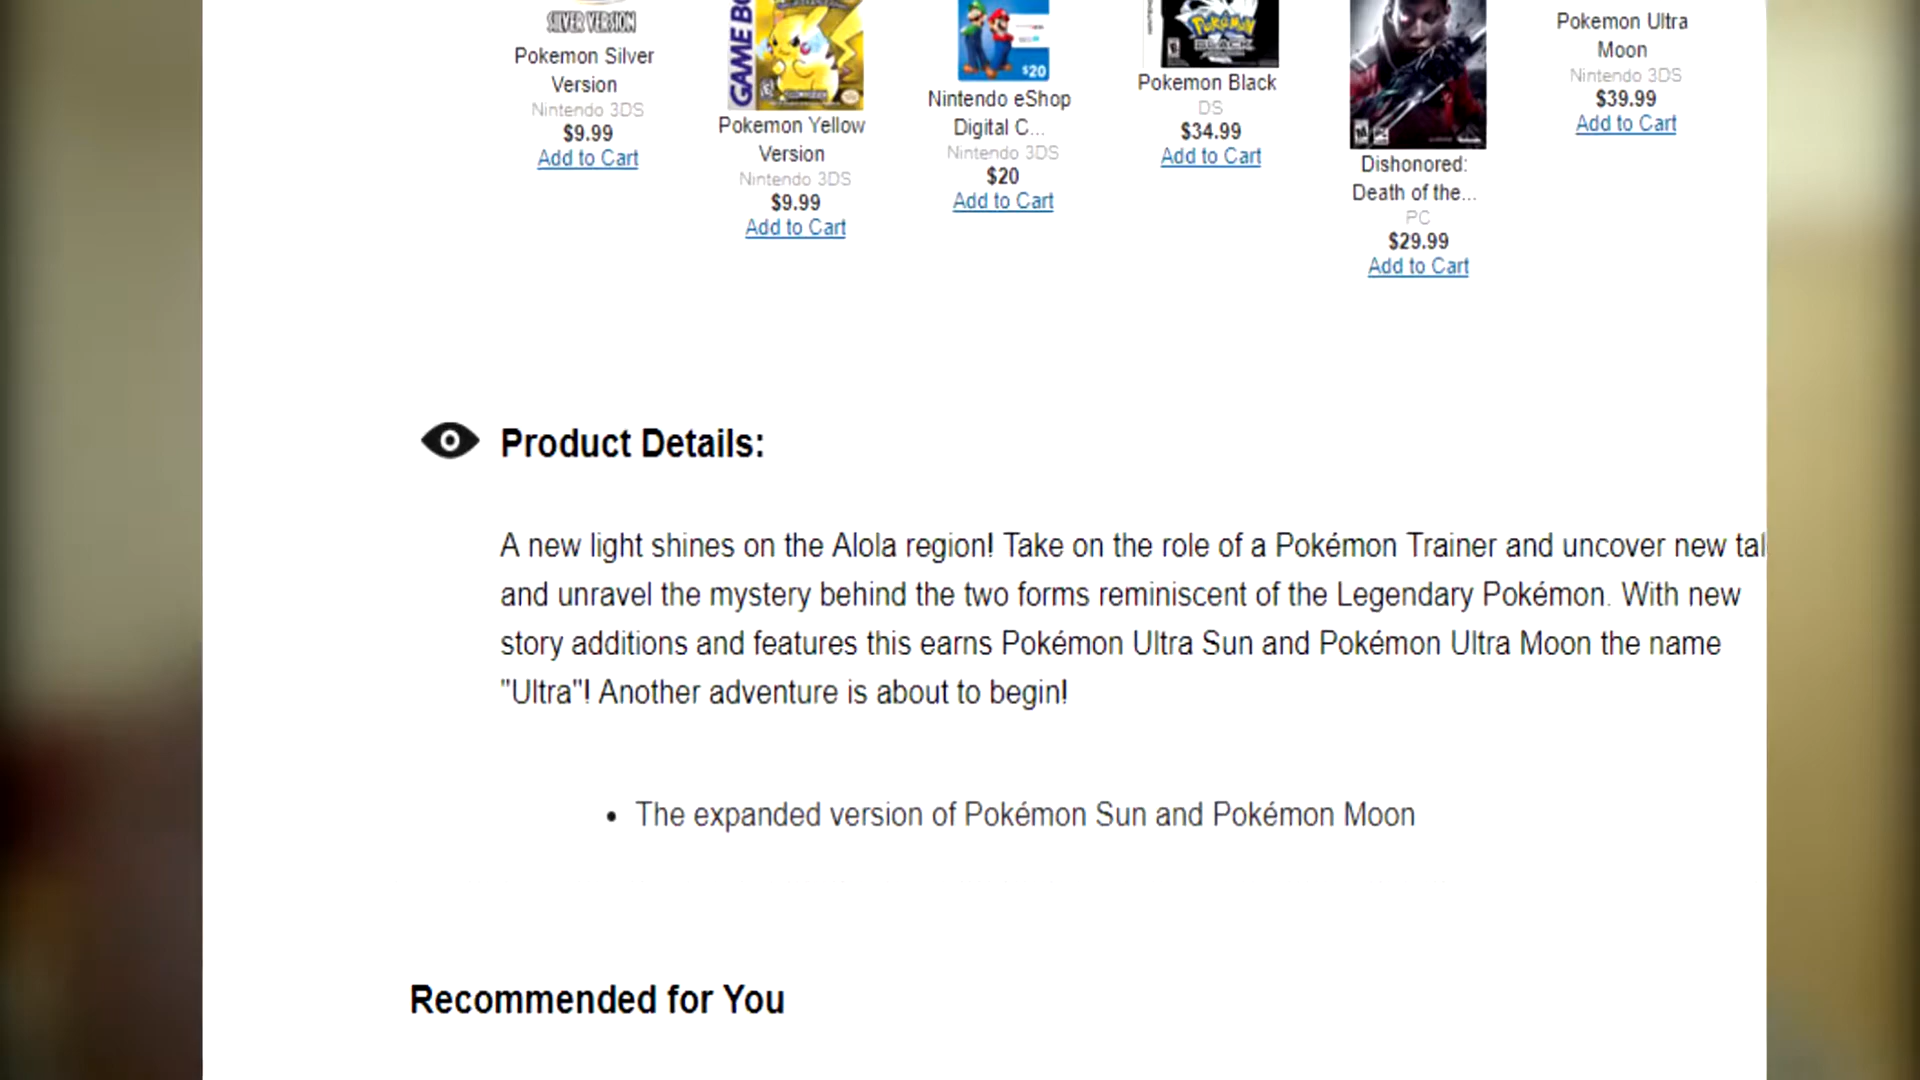 SILVER VERSION
Pokemon Silver
Version
Nintendo 3DS
$9.99
Add to Cart
GAME BO
Pokemon Yellow
Version
Nintendo 3DS
$9.99
Add to Cart
$20
Nintendo eShop
Digital C...
Nintendo 3DS
$20
Add to Cart
Pokémon
BLACK
Pokemon Black
DS
$34.99
Add to Cart
M
PC
Dishonored:
Death of the...
PC
$29.99
Add to Cart
Pokemon Ultra
Moon
Nintendo 3DS
$39.99
Add to Cart
Product Details:
A new light shines on the Alola region! Take on the role of a Pokémon Trainer and uncover new tal
and unravel the mystery behind the two forms reminiscent of the Legendary Pokémon. With new
story additions and features this earns Pokémon Ultra Sun and Pokémon Ultra Moon the name
"Ultra"! Another adventure is about to begin!
• The expanded version of Pokémon Sun and Pokémon Moon
Recommended for You